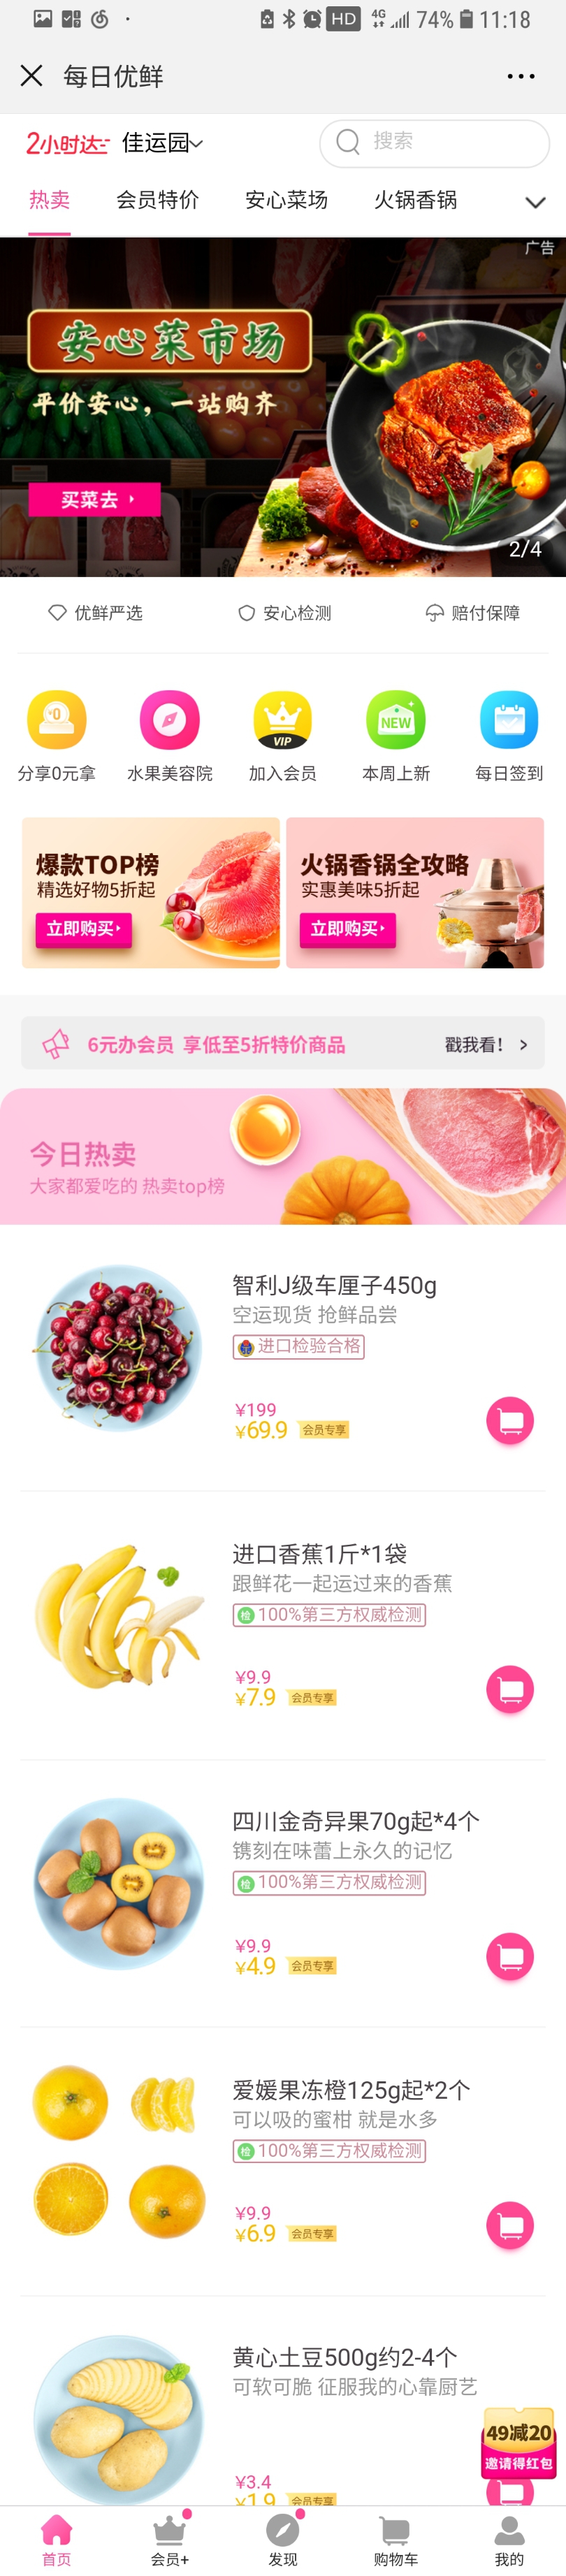 HD 4G 74% 11:18
每日优鲜
2小时达 佳运园 搜索
热卖 会员特价 安心菜场 火锅香锅
广告
安心菜市场
平价安心，一站购齐
买菜去
2/4
优鲜严选 安心检测 赔付保障
0 VIP NEW
分享0元拿 水果美容院 加入会员 本周上新 每日签到
爆款TOP榜 火锅香锅全攻略
精选好物5折起 实惠美味5折起
立即购买 立即购买
6元办会员 享低至5折特价商品 戳我看！ >
今日热卖
大家都爱吃的 热卖top榜
智利J级车厘子450g
空运现货 抢鲜品尝
进口检验合格
¥199
¥69.9 会员专享
进口香蕉1斤*1袋
跟鲜花一起运过来的香蕉
检 100%第三方权威检测
¥9.9
¥7.9 会员专享
四川金奇异果70g起*4个
镌刻在味蕾上永久的记忆
检 100%第三方权威检测
¥9.9
¥4.9 会员专享
爱媛果冻橙125g起*2个
可以吸的蜜柑 就是水多
检 100%第三方权威检测
¥9.9
¥6.9 会员专享
黄心土豆500g约2-4个
可软可脆 征服我的心靠厨艺
49减20
邀请得红包
¥3.4
¥1.9 会员专享
首页 会员+ 发现 购物车 我的